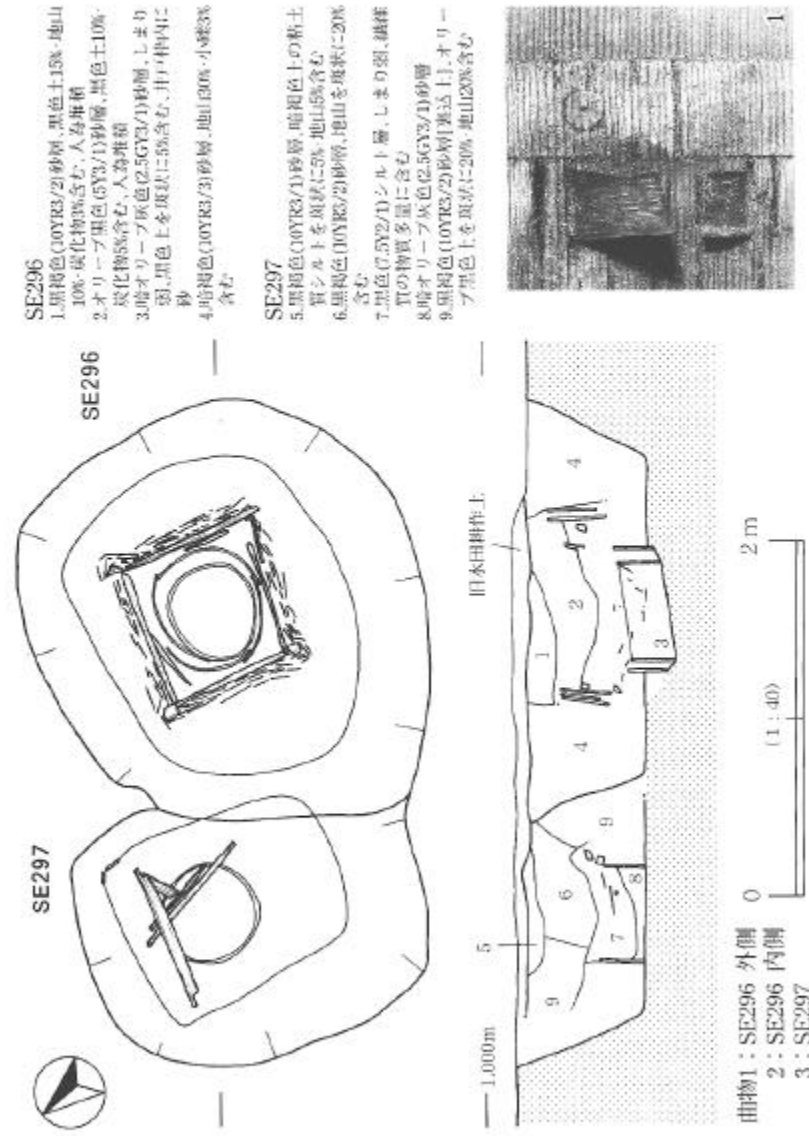 SE296
1.黒褐色(10YR3/2)砂層、黒色土15%・地山
10%・炭化物3%含む、人為堆積
2.オリーブ黒色(5Y3/1)砂層、黒色土10%・
炭化物5%含む、人為堆積
3.暗オリーブ灰色(2.5GY3/1)砂層、しまり
弱、黒色土を斑状に5%含む、井戸枠内に
砂
4.暗褐色(10YR3/3)砂層、地山30%・小礫3%
含む
SE297
5.黒褐色(10YR3/1)砂層、暗褐色土の粘土
質シルトを斑状に5%・地山5%含む
6.黒褐色(10YR3/2)砂層、地山を斑状に20%
含む
7.黒色(7.5Y2/1)シルト層、しまり弱、繊維
質の物質多量に含む
8.暗オリーブ灰色(2.5GY3/1)砂層
9.黒褐色(10YR3/2)砂層[裏込土]、オリー
ブ黒色土を斑状に20%・地山20%含む
1
SE297
SE296
旧水田耕作土
1.000m
5
9
6
7
8
9
4
1
2
3
4
0
(1:40)
2m
曲物1:SE296 外側
2:SE296 内側
3:SE297